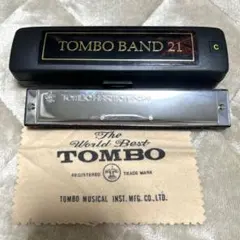 TOMBO BAND 21
C
The
World Best
TOMBO
REGISTERED TRADE MARK
TOMBO MUSICAL INST. MFG. CO., LTD.